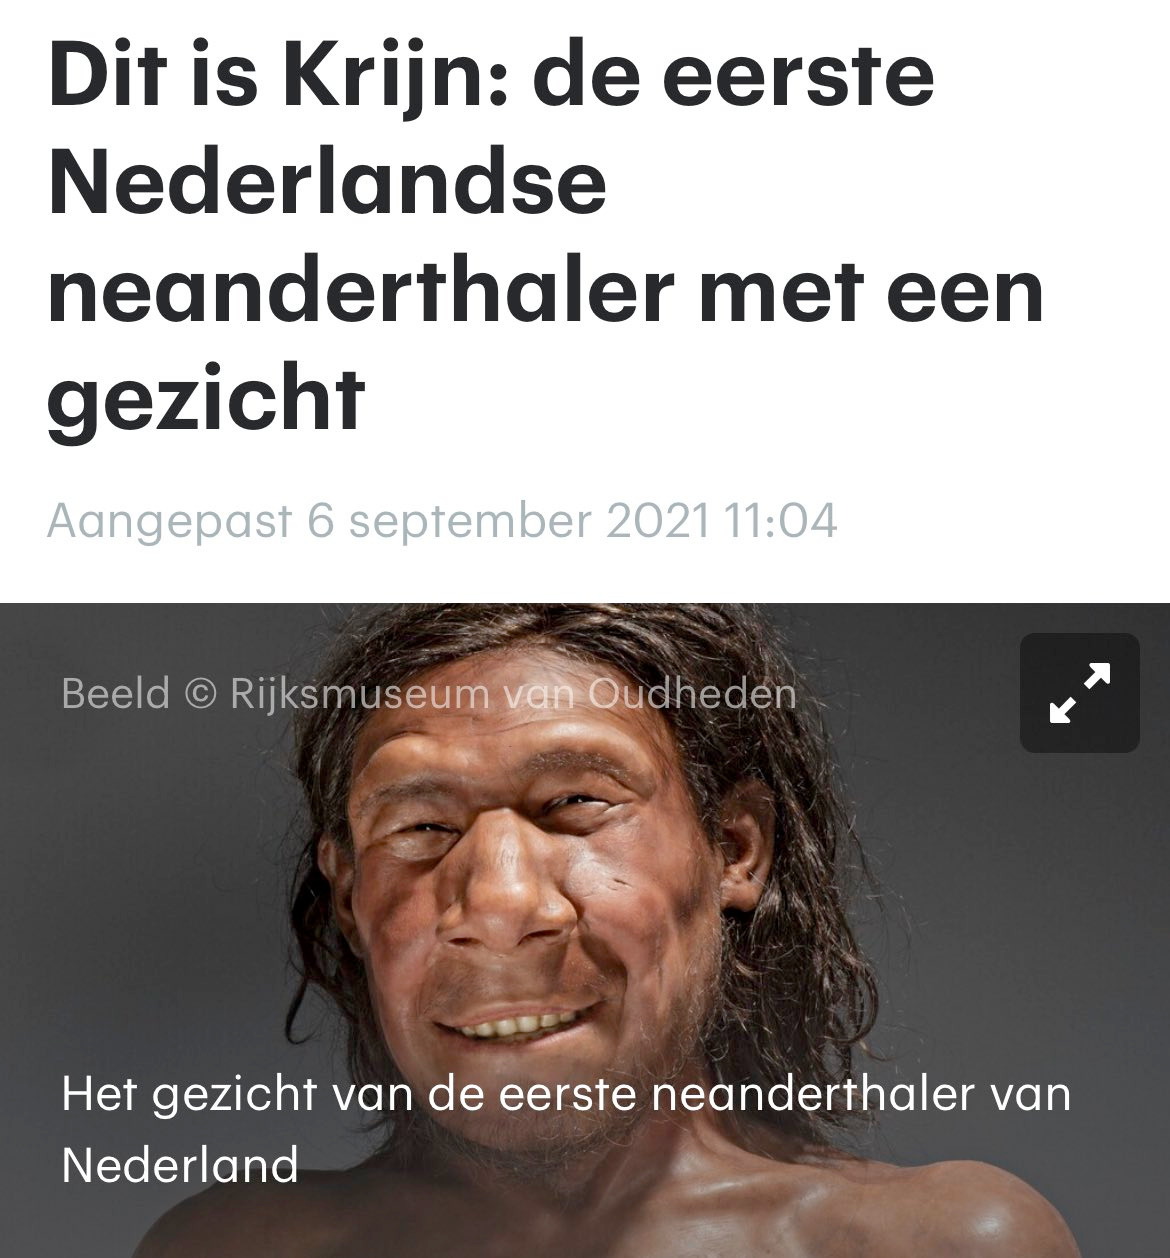 Dit is Krijn: de eerste
Nederlandse
neanderthaler met een
gezicht
Aangepast 6 september 2021 11:04
Beeld © Rijksmuseum van Oudheden
Het gezicht van de eerste neanderthaler van
Nederland